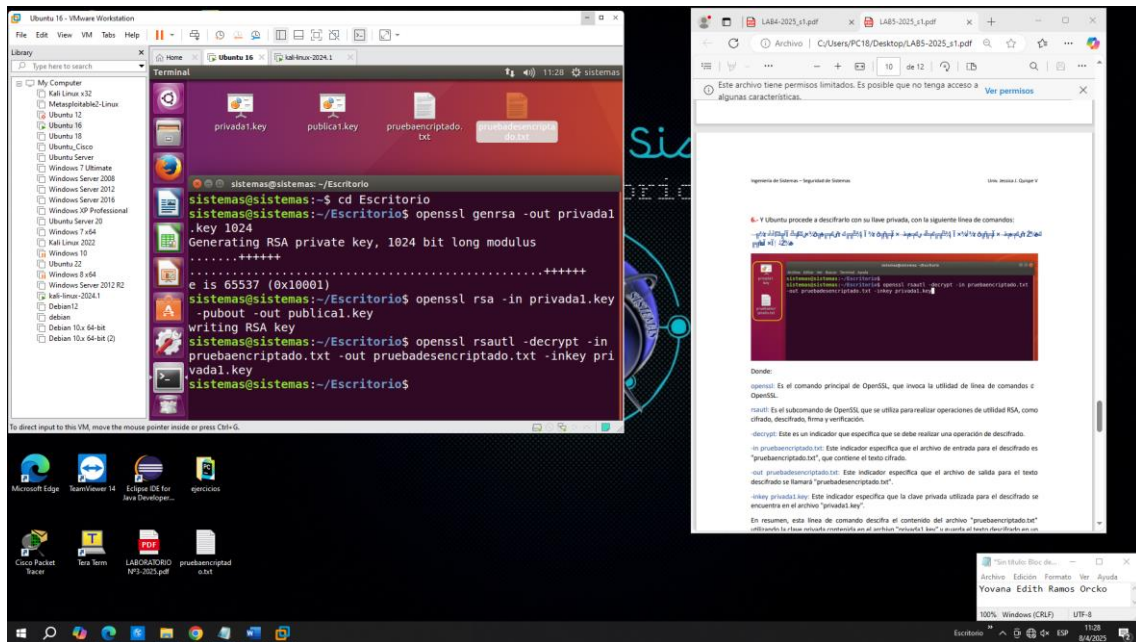 Ubuntu 16 - VMware Workstation
File Edit View VM Tabs Help
Library
Type here to search
My Computer
Kali Linux x32
Metasploitable2-Linux
Ubuntu 12
Ubuntu 16
Ubuntu 18
Ubuntu_Cisco
Ubuntu Server
Windows 7 Ultimate
Windows Server 2008
Windows Server 2012
Windows Server 2016
Windows XP Professional
Ubuntu Server 20
Windows 7 x64
Kali Linux 2022
Windows 10
Ubuntu 22
Windows 8 x64
Windows Server 2012 R2
kali-linux-2024.1
Debian12
debian
Debian 10.x 64-bit
Debian 10.x 64-bit (2)
Home Ubuntu 16 kali-linux-2024.1
Terminal 11:28 sistemas
privada1.key publica1.key pruebaencriptado.txt pruebadesencriptado.txt
sistemas@sistemas: ~/Escritorio
sistemas@sistemas:~$ cd Escritorio
sistemas@sistemas:~/Escritorio$ openssl genrsa -out privada1
.key 1024
Generating RSA private key, 1024 bit long modulus
.......++++++
..................................................++++++
e is 65537 (0x10001)
sistemas@sistemas:~/Escritorio$ openssl rsa -in privada1.key
-pubout -out publica1.key
writing RSA key
sistemas@sistemas:~/Escritorio$ openssl rsautl -decrypt -in
pruebaencriptado.txt -out pruebadesencriptado.txt -inkey pri
vada1.key
sistemas@sistemas:~/Escritorio$
To direct input to this VM, move the mouse pointer inside or press Ctrl+G.
LAB4-2025_s1.pdf LAB5-2025_s1.pdf
Archivo C:/Users/PC18/Desktop/LAB5-2025_s1.pdf
10 de 12
Este archivo tiene permisos limitados. Es posible que no tenga acceso a
algunas características.
Ver permisos
Ingeniería de Sistemas – Seguridad de Sistemas
6.- Y Ubuntu procede a descifrarlo con su llave privada, con la siguiente línea de comandos:
sistemas@sistemas:~/Escritorio$ openssl rsautl -decrypt -in pruebaencriptado.txt
-out pruebadesencriptado.txt -inkey privada1.key
Donde:
openssl: Es el comando principal de OpenSSL, que invoca la utilidad de línea de comandos d
OpenSSL.
rsautl: Es el subcomando de OpenSSL que se utiliza para realizar operaciones de utilidad RSA, como
cifrado, descifrado, firma y verificación.
-decrypt: Este es un indicador que especifica que se debe realizar una operación de descifrado.
-in pruebaencriptado.txt: Este indicador especifica que el archivo de entrada para el descifrado es
"pruebaencriptado.txt", que contiene el texto cifrado.
-out pruebadesencriptado.txt: Este indicador especifica que el archivo de salida para el texto
descifrado se llamará "pruebadesencriptado.txt".
-inkey privada1.key: Este indicador especifica que la clave privada utilizada para el descifrado se
encuentra en el archivo "privada1.key".
En resumen, esta línea de comando descifra el contenido del archivo "pruebaencriptado.txt"
utilizando la clave privada contenida en el archivo "privada1.key" y guarda el texto descifrado en un
Microsoft Edge
TeamViewer 14
Eclipse IDE for Java Developer...
ejercicios
Cisco Packet Tracer
Tera Term
LABORATORIO Nº3-2025.pdf
pruebaencriptado.txt
*Sin título: Bloc de...
Archivo Edición Formato Ver Ayuda
Yovana Edith Ramos Orcko
100% Windows (CRLF) UTF-8
Escritorio ESP 11:28
8/4/2025